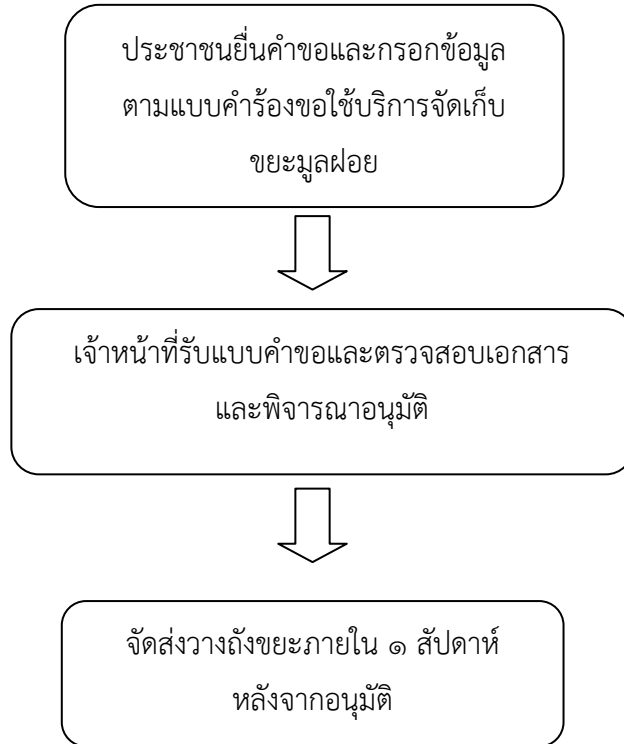 ประชาชนยื่นคำขอและกรอกข้อมูล
ตามแบบคำร้องขอใช้บริการจัดเก็บ
ขยะมูลฝอย
เจ้าหน้าที่รับแบบคำขอและตรวจสอบเอกสาร
และพิจารณาอนุมัติ
จัดส่งวางถังขยะภายใน ๑ สัปดาห์
หลังจากอนุมัติ